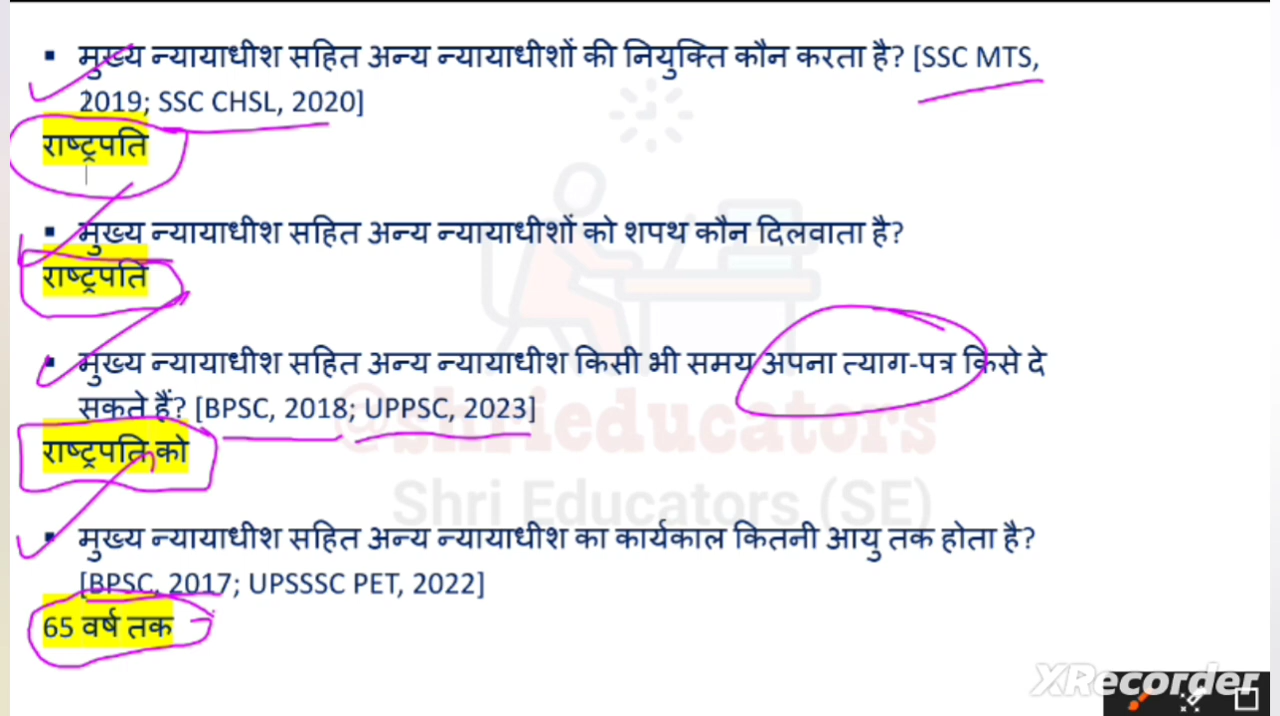 ▪ मुख्य न्यायाधीश सहित अन्य न्यायाधीशों की नियुक्ति कौन करता है? [SSC MTS,
2019; SSC CHSL, 2020]
राष्ट्रपति
▪ मुख्य न्यायाधीश सहित अन्य न्यायाधीशों को शपथ कौन दिलवाता है?
राष्ट्रपति
▪ मुख्य न्यायाधीश सहित अन्य न्यायाधीश किसी भी समय अपना त्याग-पत्र किसे दे
सकते हैं? [BPSC, 2018; UPPSC, 2023]
@shrieducators
राष्ट्रपति को
Shri Educators (SE)
▪ मुख्य न्यायाधीश सहित अन्य न्यायाधीश का कार्यकाल कितनी आयु तक होता है?
[BPSC, 2017; UPSSSC PET, 2022]
65 वर्ष तक
XRecorder